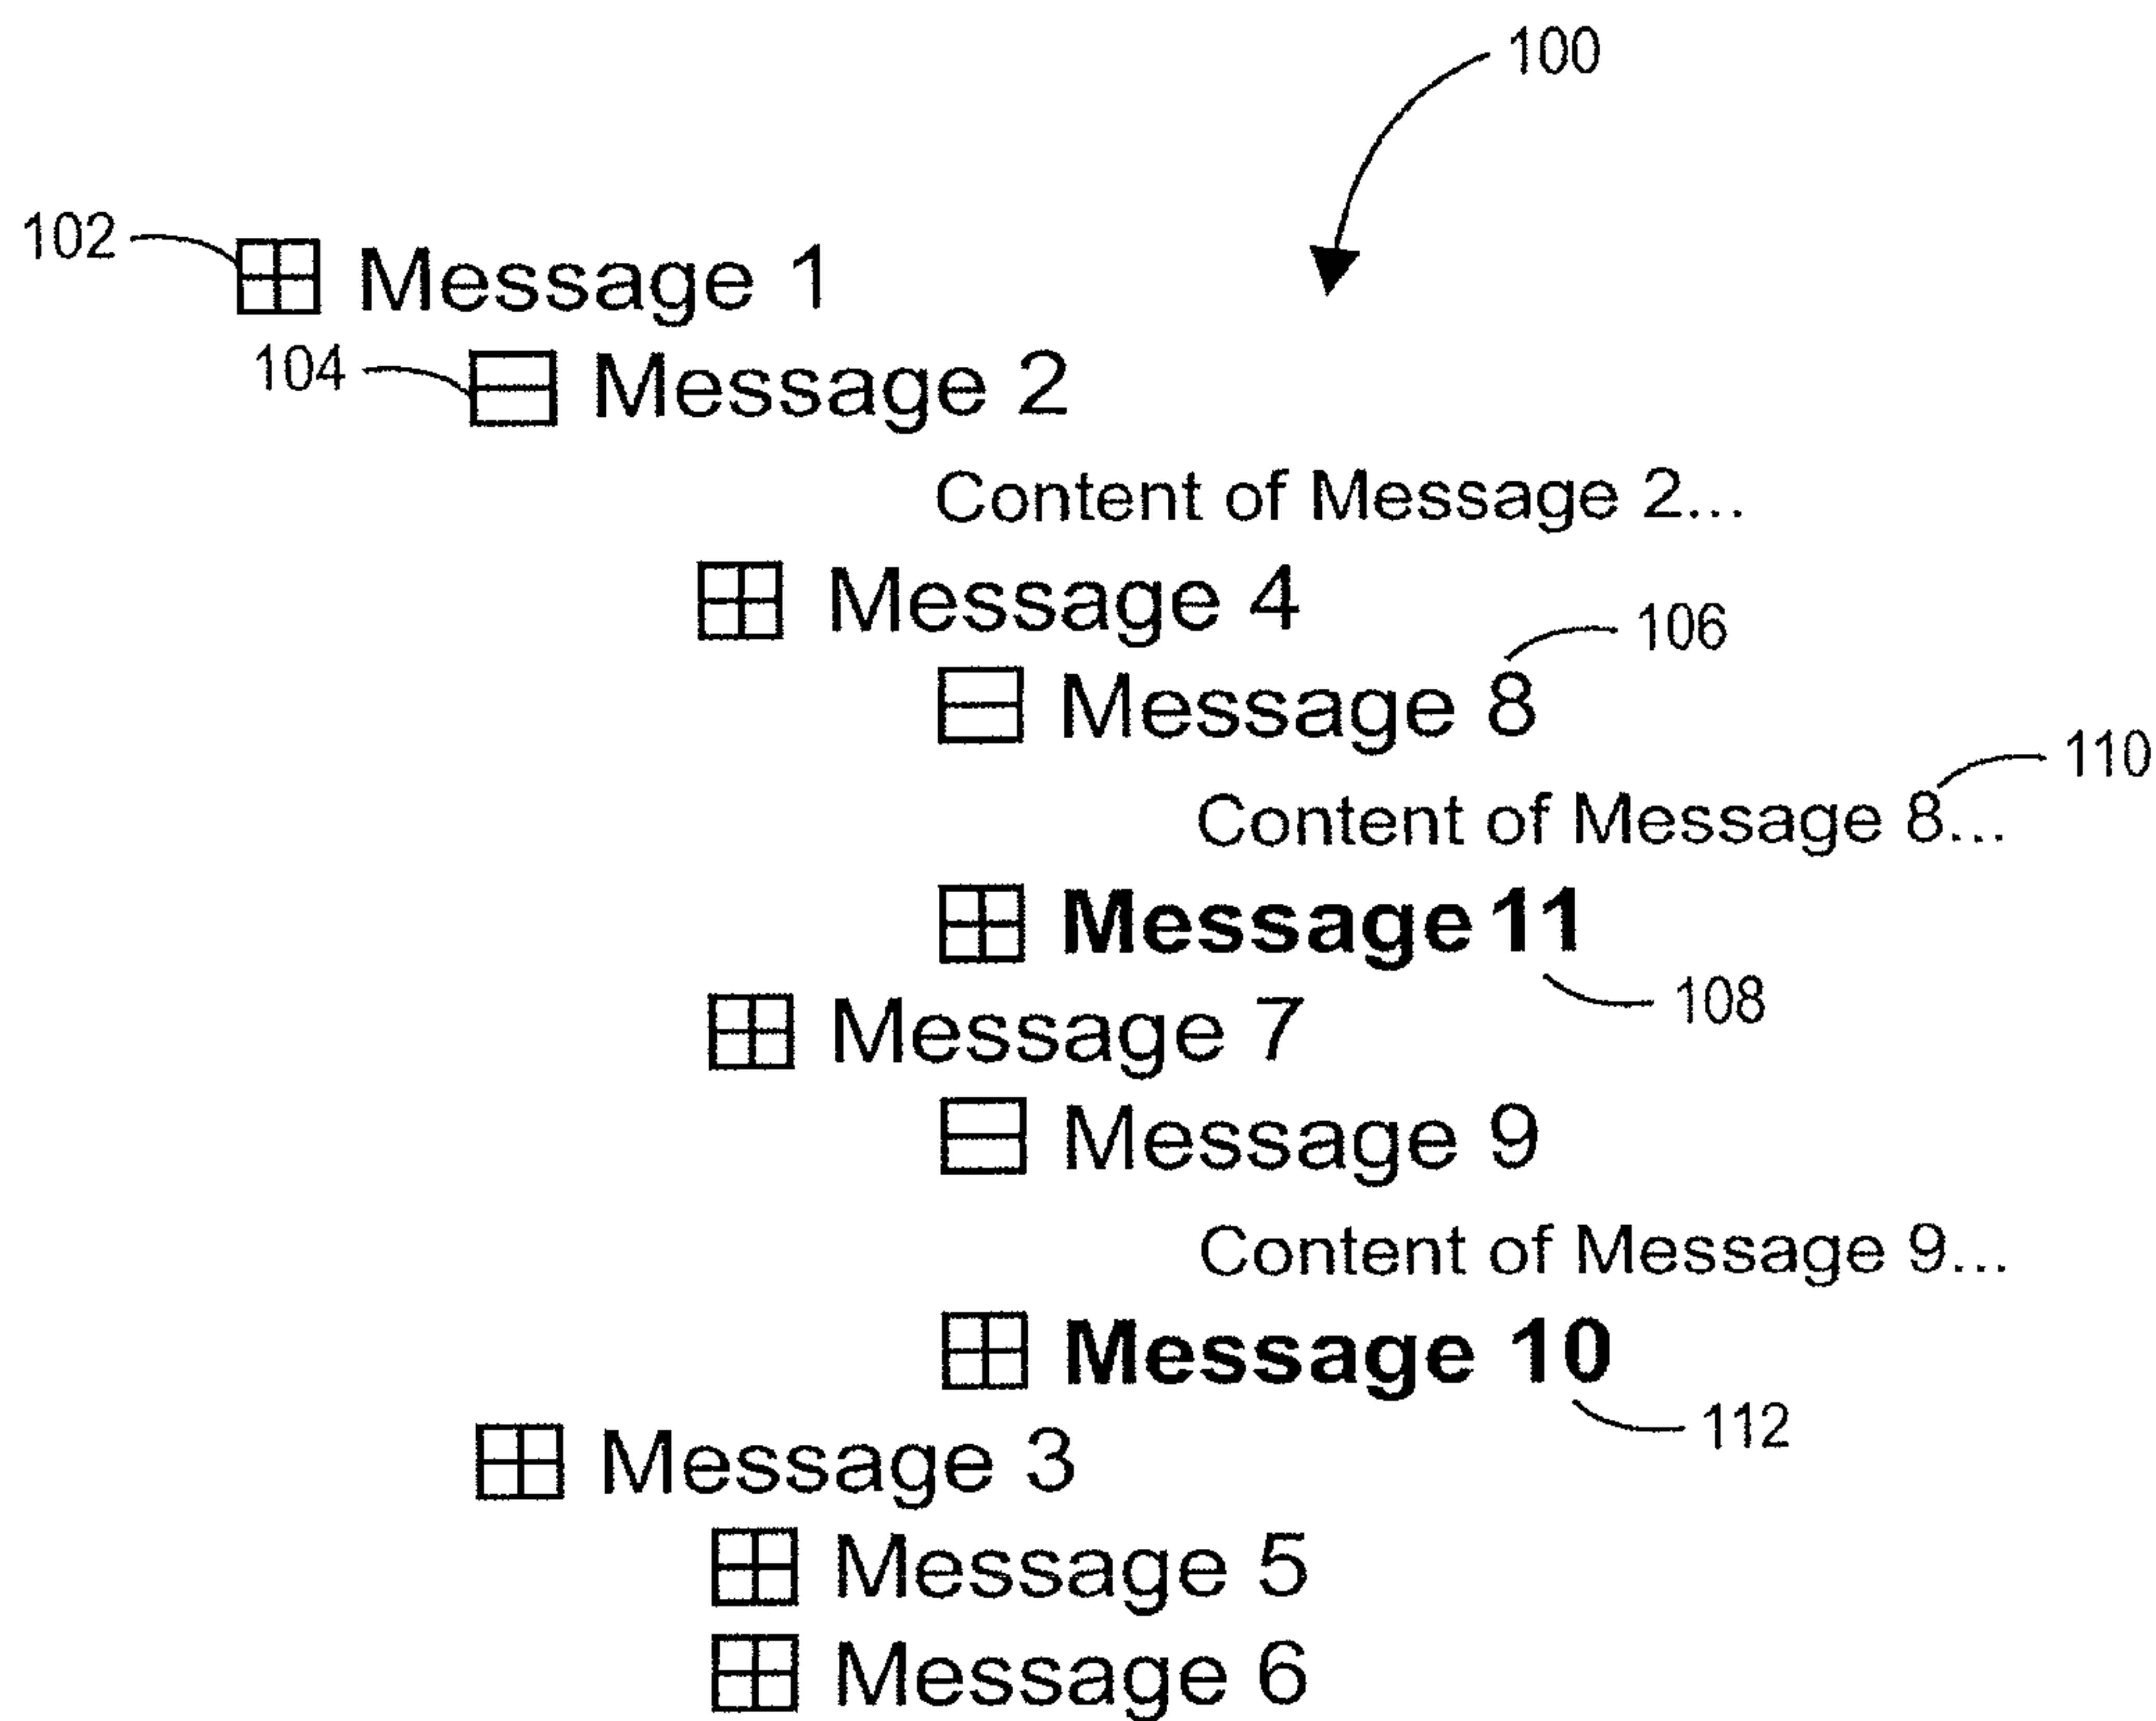 100
102 Message 1
104 Message 2
Content of Message 2...
Message 4
106
Message 8
110
Content of Message 8...
Message 11
108
Message 7
Message 9
Content of Message 9...
Message 10
112
Message 3
Message 5
Message 6